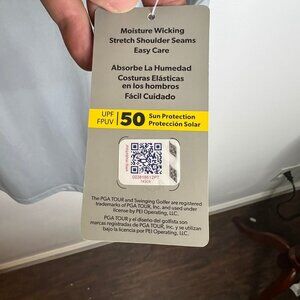 Moisture Wicking
Stretch Shoulder Seams
Easy Care
Absorbe La Humedad
Costuras Elásticas
en los hombros
Fácil Cuidado
UPF
FPUV
50
Sun Protection
Protección Solar
The PGA TOUR and Swinging Golfer are registered
trademarks of PGA TOUR, Inc. and used under
license by PEI Operating, LLC.
PGA TOUR y el diseño del golfista son
marcas registradas de PGA TOUR, Inc. y se utilizan
bajo la licencia por PEI Operating, LLC.